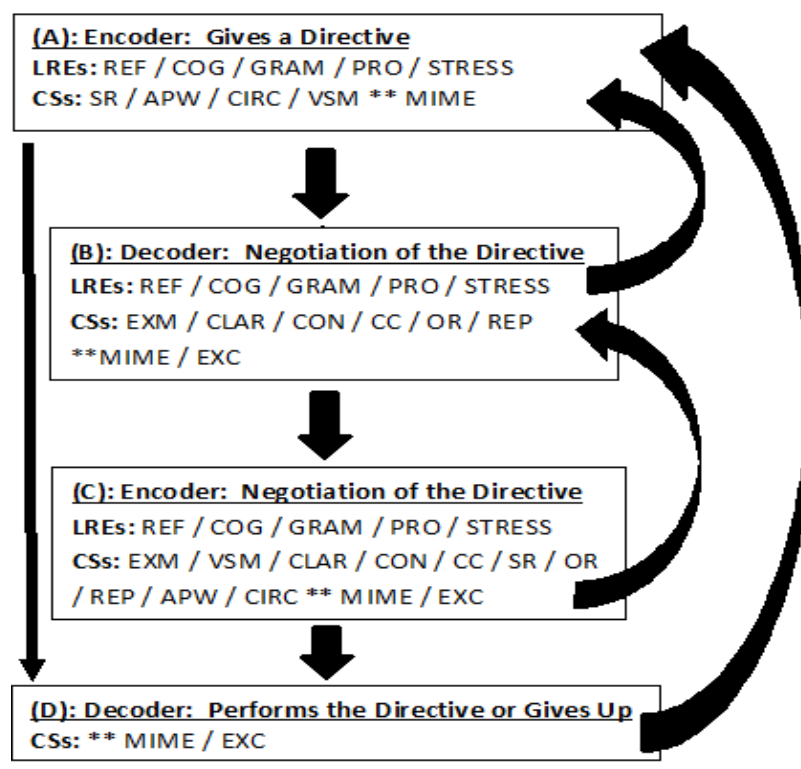 (A): Encoder: Gives a Directive
LREs: REF / COG / GRAM / PRO / STRESS
CSs: SR / APW / CIRC / VSM ** MIME
(B): Decoder: Negotiation of the Directive
LREs: REF / COG / GRAM / PRO / STRESS
CSs: EXM / CLAR / CON / CC / OR / REP
**MIME / EXC
(C): Encoder: Negotiation of the Directive
LREs: REF / COG / GRAM / PRO / STRESS
CSs: EXM / VSM / CLAR / CON / CC / SR / OR
/ REP / APW / CIRC ** MIME / EXC
(D): Decoder: Performs the Directive or Gives Up
CSs: ** MIME / EXC